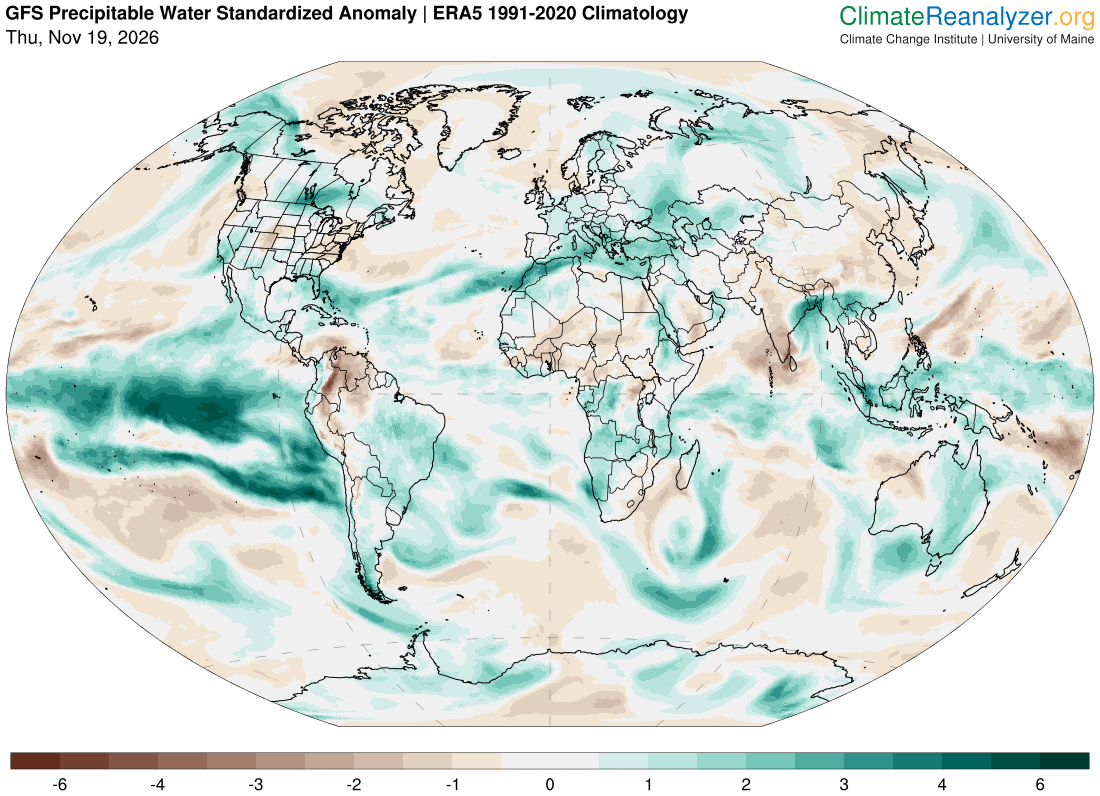 GFS Precipitable Water Standardized Anomaly | ERA5 1991-2020 Climatology
Thu, Nov 19, 2026
ClimateReanalyzer.org
Climate Change Institute | University of Maine
-6 -4 -3 -2 -1 0 1 2 3 4 6